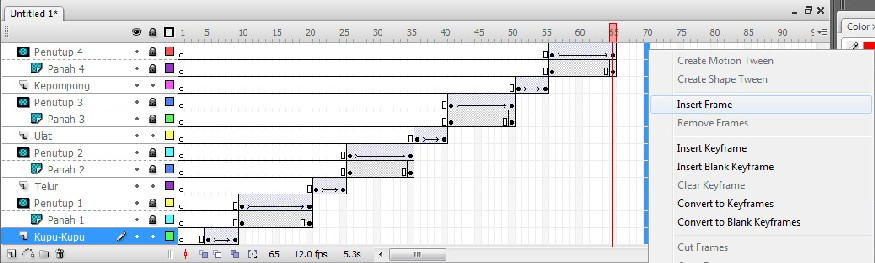 Untitled 1*
Color ×
1 5 10 15 20 25 30 35 40 45 50 55 60 65 70
Penutup 4
Panah 4
Kepompong
Penutup 3
Panah 3
Ulat
Penutup 2
Panah 2
Telur
Penutup 1
Panah 1
Kupu-Kupu
65 12.0 fps 5.3s
Create Motion Tween
Create Shape Tween
Insert Frame
Remove Frames
Insert Keyframe
Insert Blank Keyframe
Clear Keyframe
Convert to Keyframes
Convert to Blank Keyframes
Cut Frames